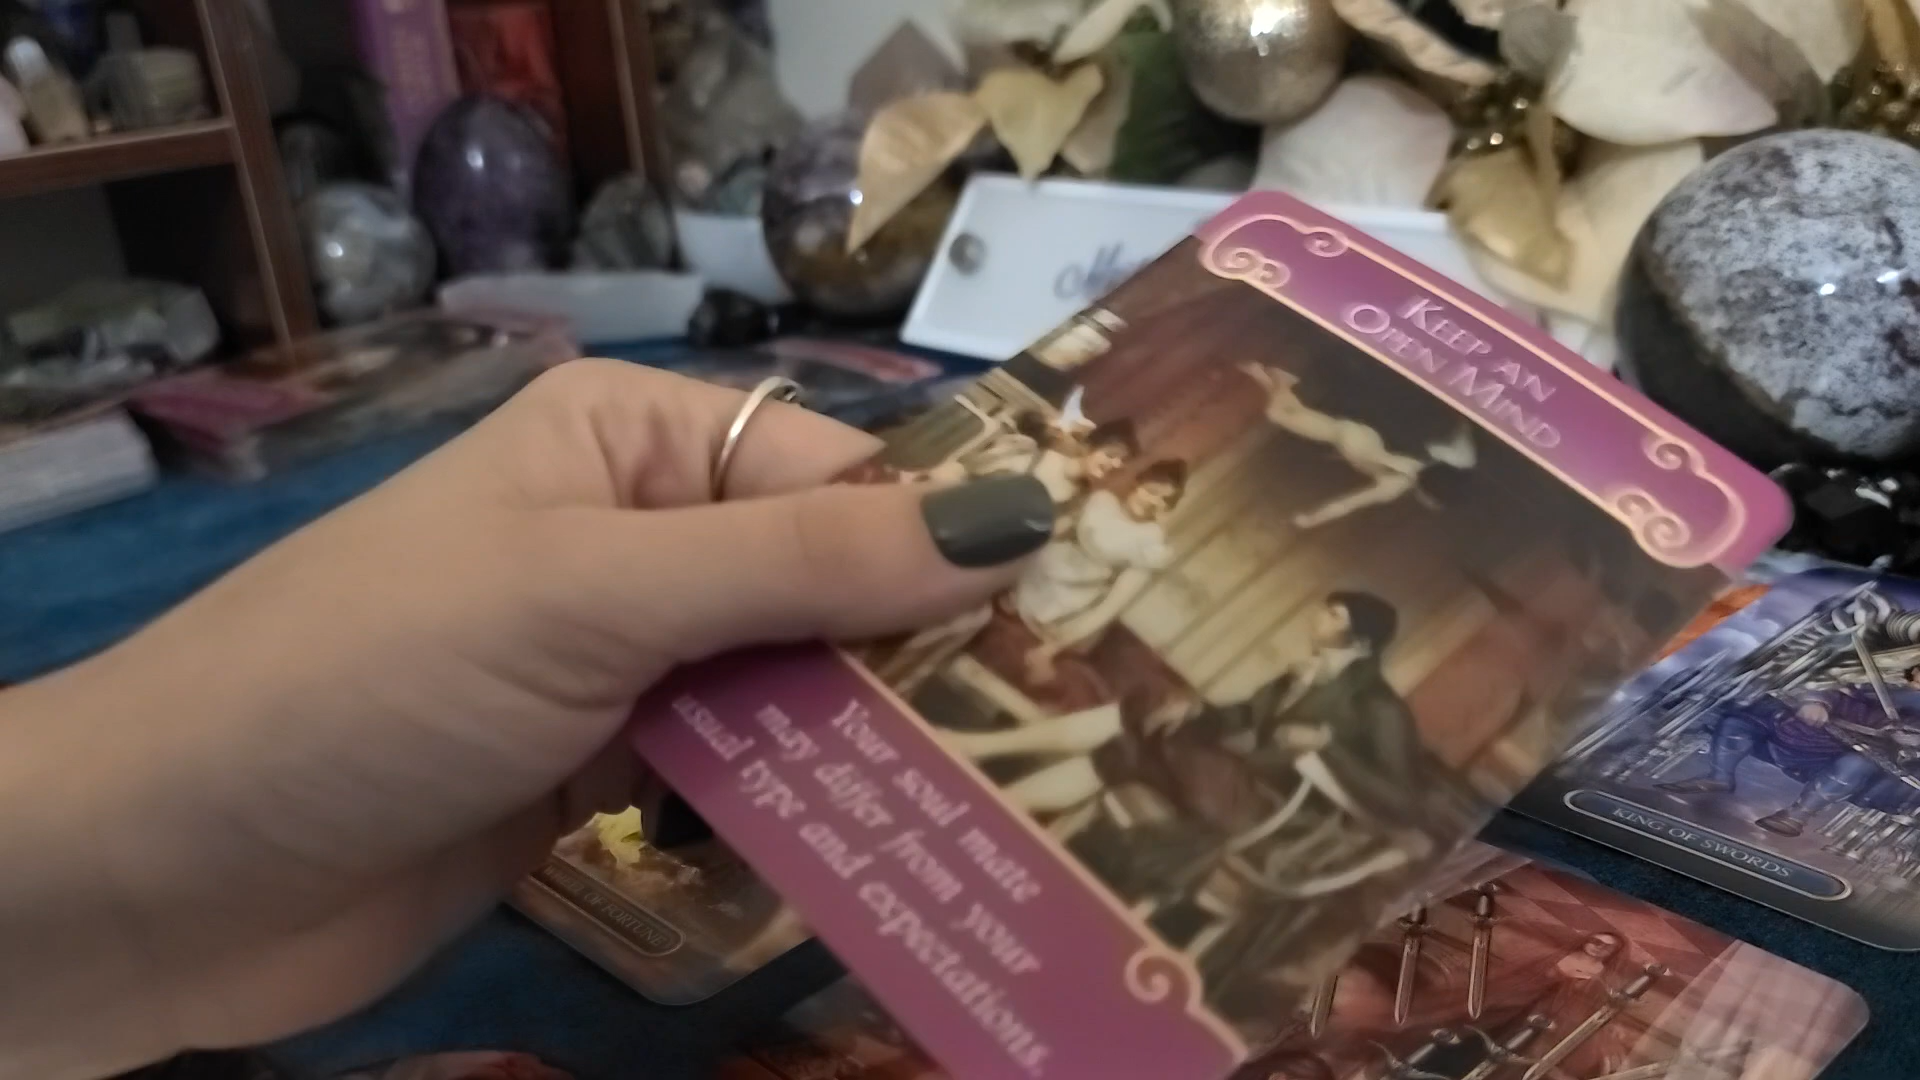 KEEP AN
OPEN MIND
Your soul mate
may differ from your
usual type and expectations.
KING OF SWORDS
WHEEL OF FORTUNE